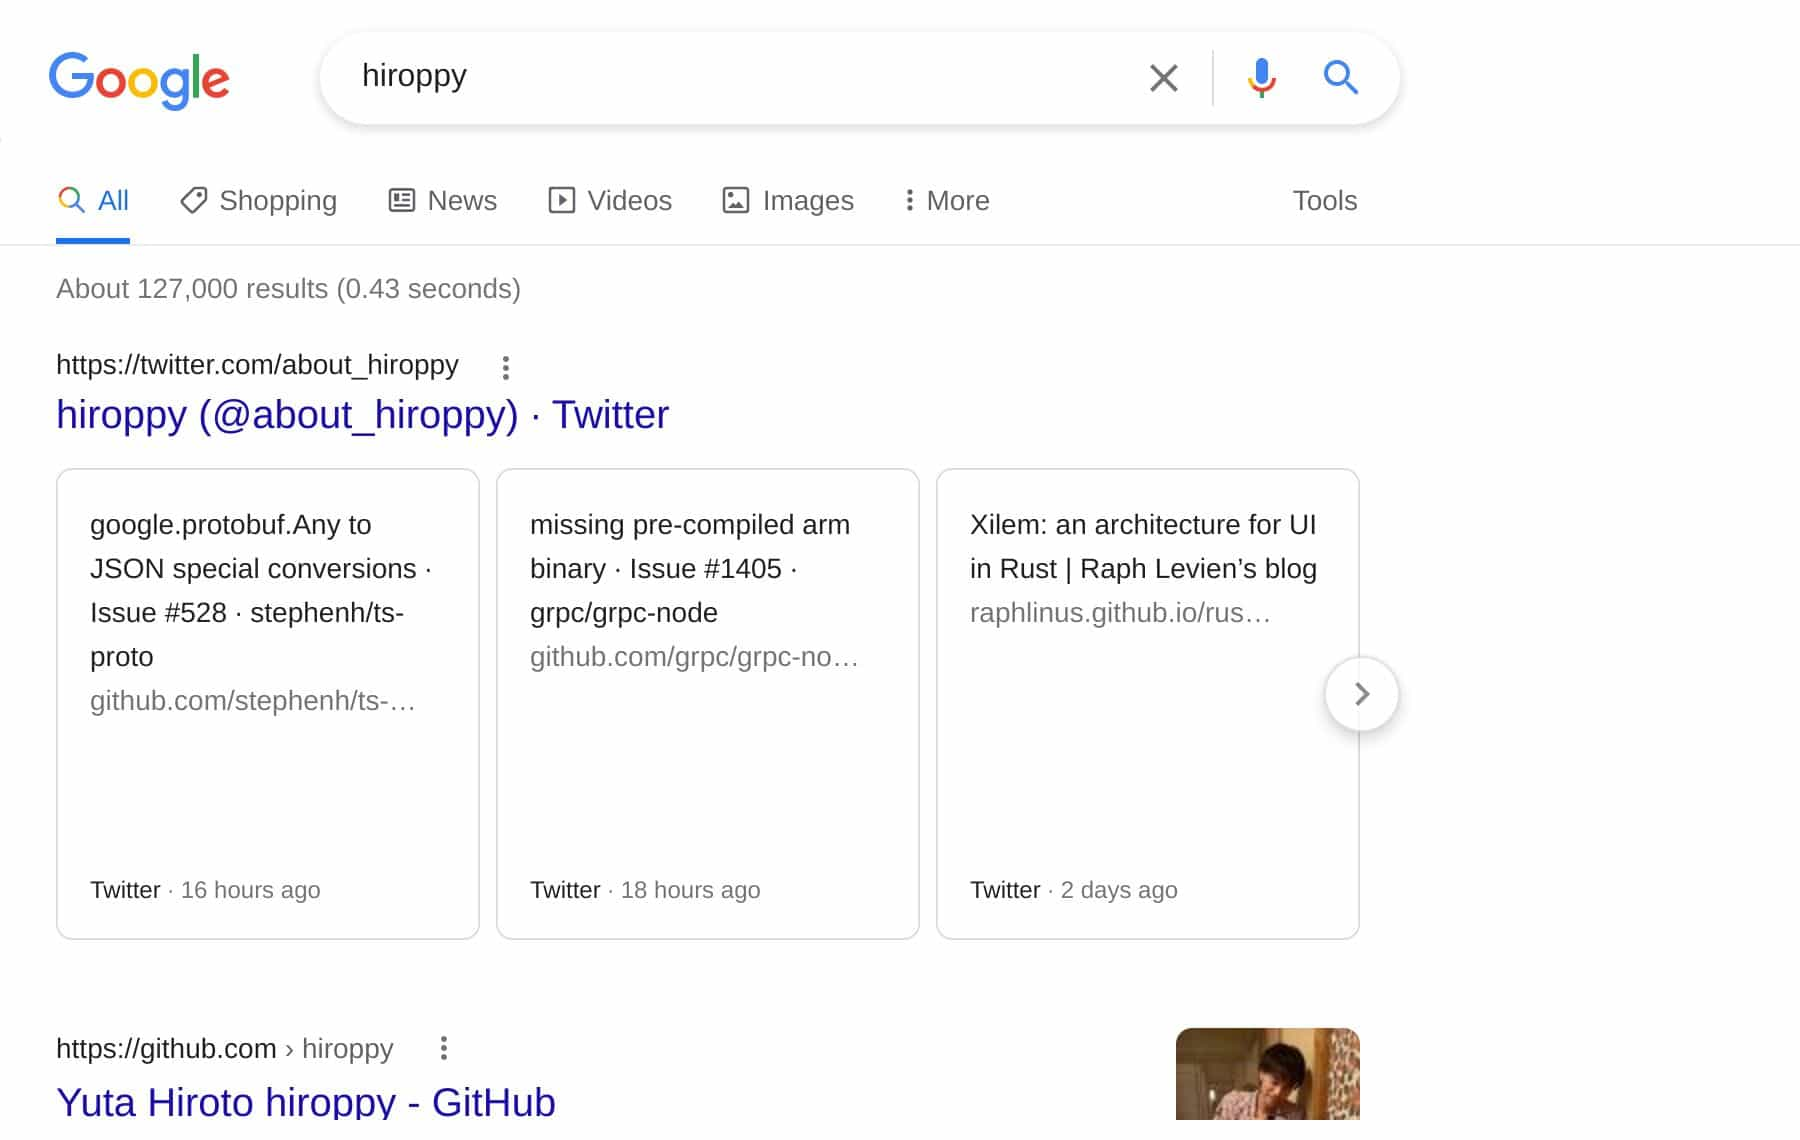 Google
hiroppy
All Shopping News Videos Images More Tools
About 127,000 results (0.43 seconds)
https://twitter.com/about_hiroppy
hiroppy (@about_hiroppy) · Twitter
google.protobuf.Any to
JSON special conversions ·
Issue #528 · stephenh/ts-
proto
github.com/stephenh/ts-…
Twitter · 16 hours ago
missing pre-compiled arm
binary · Issue #1405 ·
grpc/grpc-node
github.com/grpc/grpc-no…
Twitter · 18 hours ago
Xilem: an architecture for UI
in Rust | Raph Levien’s blog
raphlinus.github.io/rus…
Twitter · 2 days ago
https://github.com › hiroppy
Yuta Hiroto hiroppy - GitHub